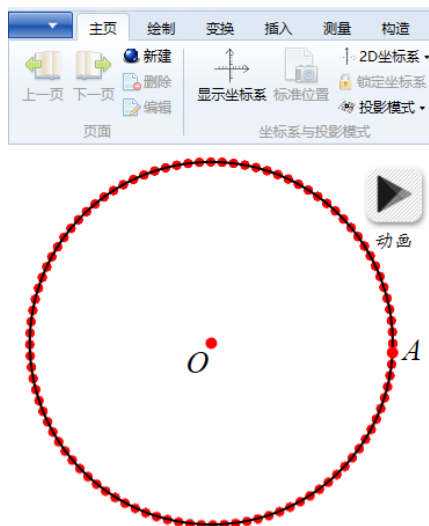 主页 绘制 变换 插入 测量 构造
上一页 下一页 新建 删除 编辑 显示坐标系 标准位置 2D坐标系 锁定坐标系 投影模式
页面 坐标系与投影模式
动画
O A